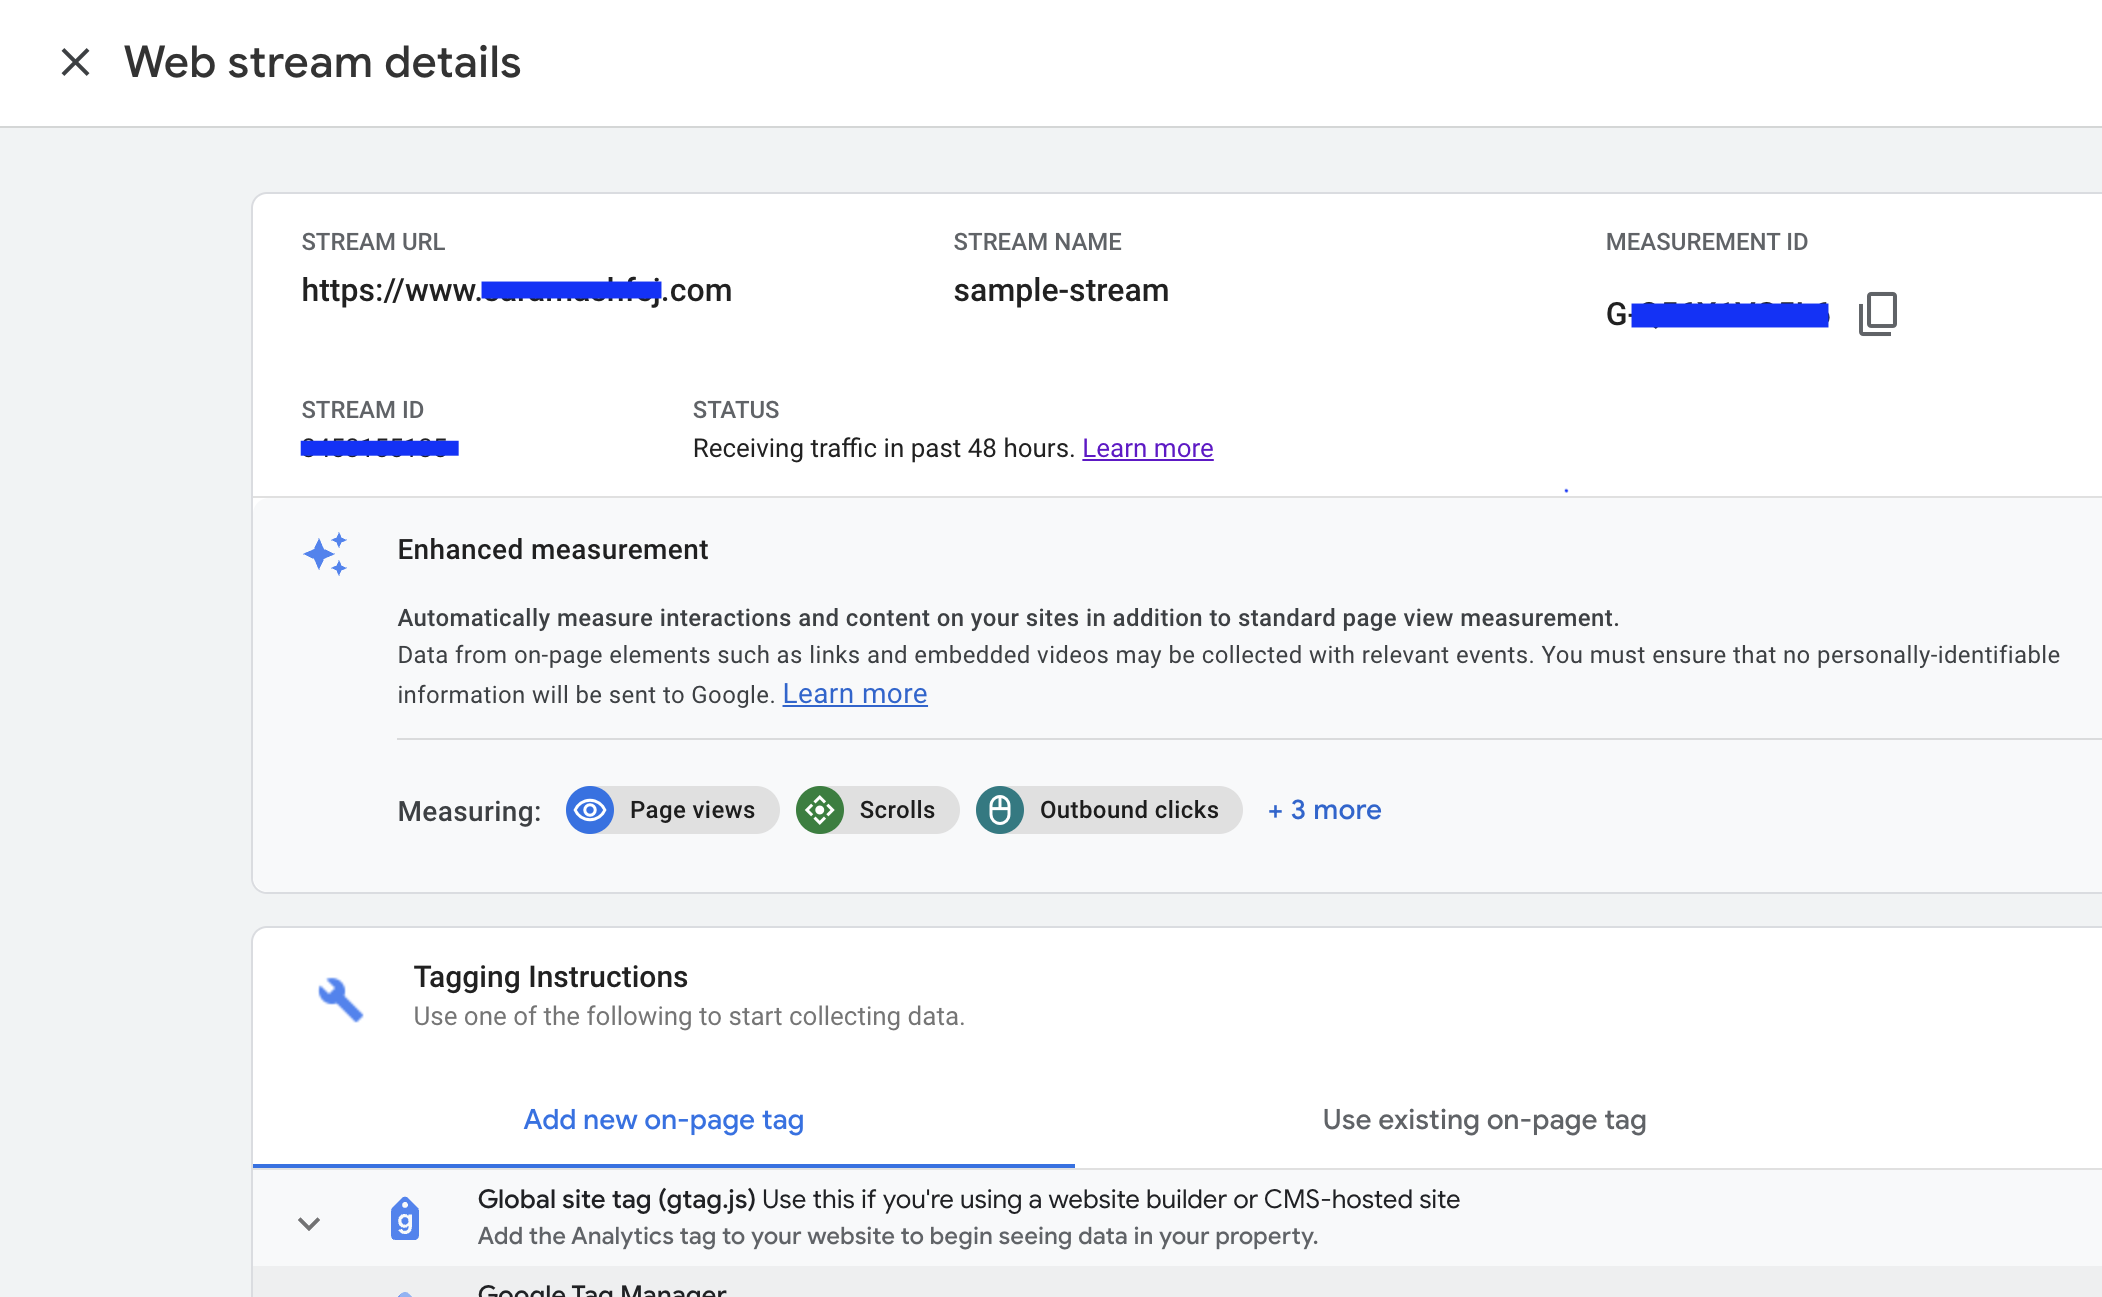 Web stream details
STREAM URL
https://www. .com
STREAM NAME
sample-stream
MEASUREMENT ID
G-
STREAM ID
STATUS
Receiving traffic in past 48 hours. Learn more
Enhanced measurement
Automatically measure interactions and content on your sites in addition to standard page view measurement.
Data from on-page elements such as links and embedded videos may be collected with relevant events. You must ensure that no personally-identifiable
information will be sent to Google. Learn more
Measuring: Page views Scrolls Outbound clicks + 3 more
Tagging Instructions
Use one of the following to start collecting data.
Add new on-page tag
Use existing on-page tag
g
Global site tag (gtag.js) Use this if you're using a website builder or CMS-hosted site
Add the Analytics tag to your website to begin seeing data in your property.
Google Tag Manager